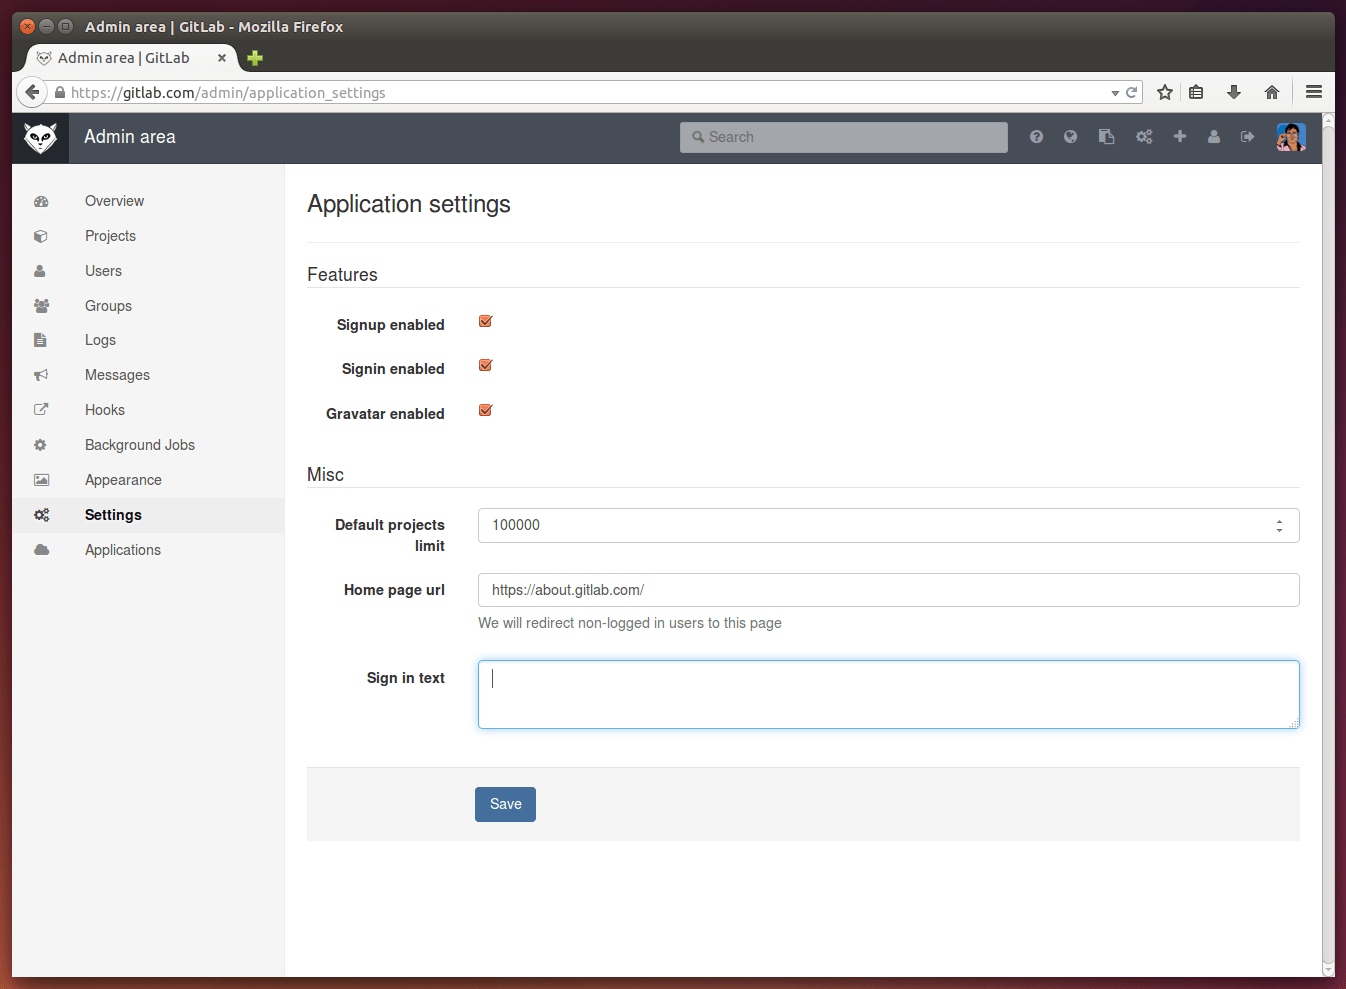 Admin area | GitLab - Mozilla Firefox
Admin area | GitLab
https://gitlab.com/admin/application_settings
Admin area
Search
Overview
Projects
Users
Groups
Logs
Messages
Hooks
Background Jobs
Appearance
Settings
Applications
Application settings
Features
Signup enabled
Signin enabled
Gravatar enabled
Misc
Default projects
limit
100000
Home page url
https://about.gitlab.com/
We will redirect non-logged in users to this page
Sign in text
Save